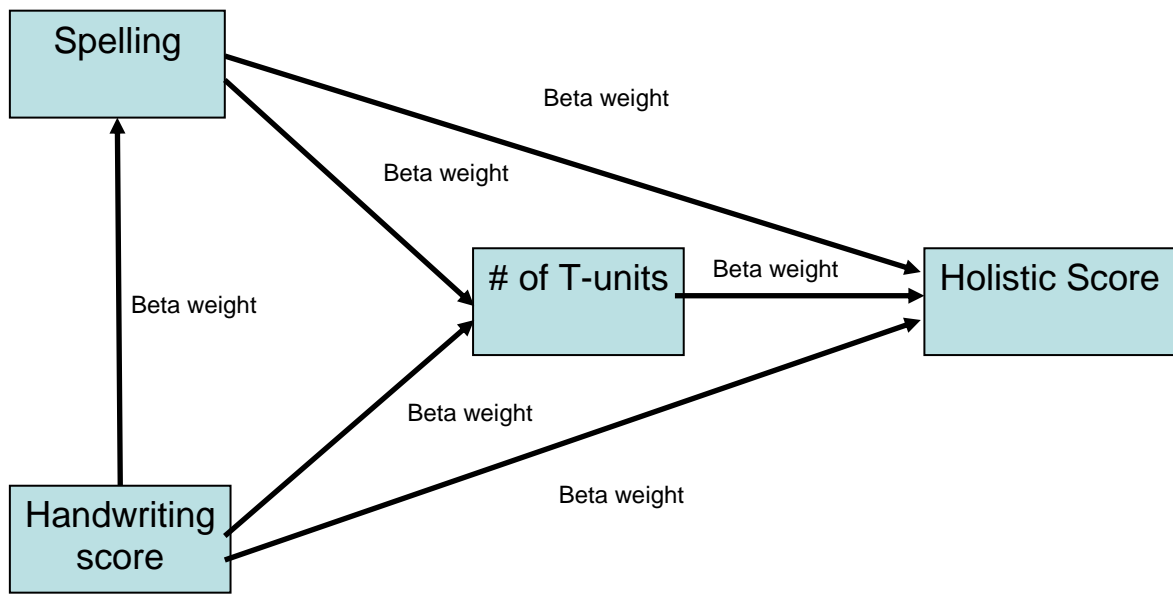 Spelling
Beta weight
Beta weight
# of T-units
Beta weight
Holistic Score
Beta weight
Beta weight
Beta weight
Handwriting
score